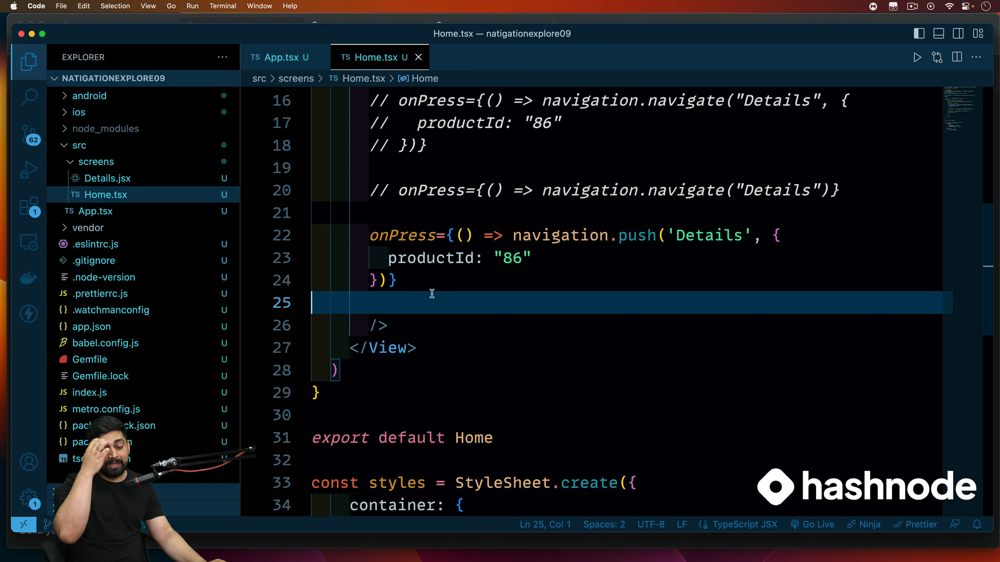 Code File Edit Selection View Go Run Terminal Window Help
Home.tsx — natigationexplore09
EXPLORER
App.tsx U
Home.tsx U
src > screens > TS Home.tsx > Home
NATIGATIONEXPLORE09
android
ios
node_modules
src
screens
Details.jsx U
TS Home.tsx U
TS App.tsx U
vendor
.eslintrc.js U
.gitignore U
.node-version U
JS .prettierrc.js U
{} .watchmanconfig U
{} app.json U
babel.config.js U
Gemfile U
Gemfile.lock U
JS index.js U
JS metro.config.js U
{} pac ck.json U
{} pac n U
TS
62
1
1
16 // onPress={() => navigation.navigate("Details", {
17 // productId: "86"
18 // })}
19
20 // onPress={() => navigation.navigate("Details")}
21
22 onPress={() => navigation.push('Details', {
23 productId: "86"
24 })}
25
26 />
27 </View>
28 )
29 }
30
31 export default Home
32
33 const styles = StyleSheet.create({
34 container: {
hashnode
Ln 25, Col 1 Spaces: 2 UTF-8 LF TypeScript JSX Go Live Ninja Prettier